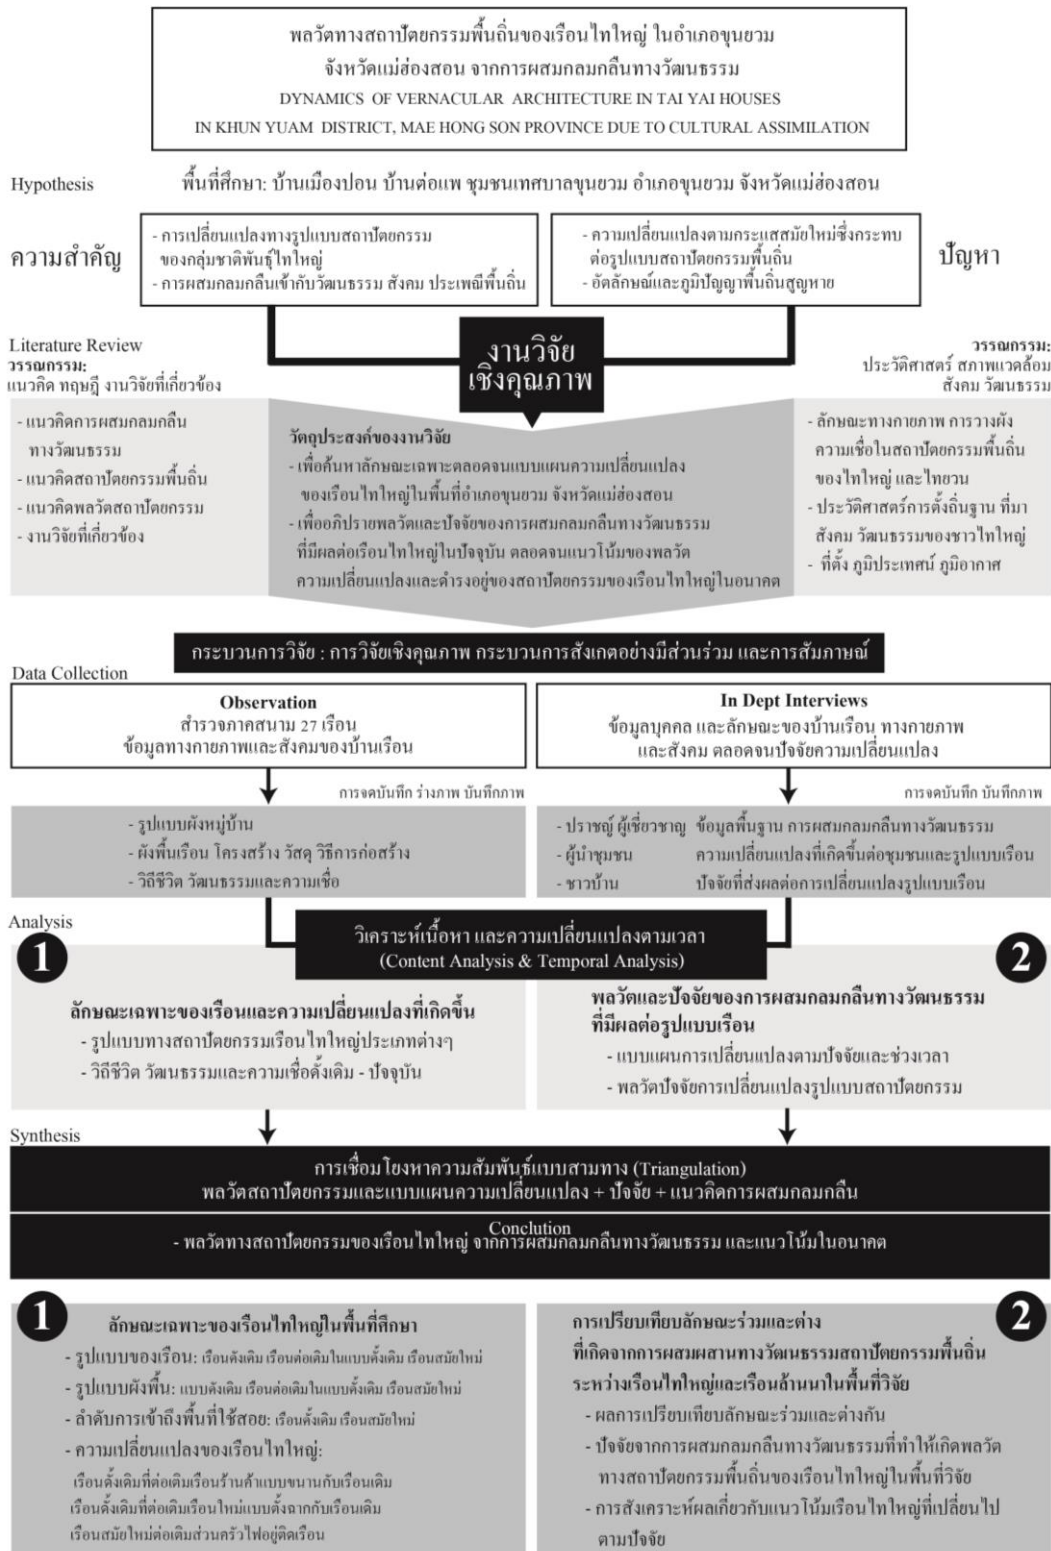 พลวัตทางสถาปัตยกรรมพื้นถิ่นของเรือนไทใหญ่ ในอำเภอขุนยวม
จังหวัดแม่ฮ่องสอน จากการผสมกลมกลืนทางวัฒนธรรม
DYNAMICS OF VERNACULAR ARCHITECTURE IN TAI YAI HOUSES
IN KHUN YUAM DISTRICT, MAE HONG SON PROVINCE DUE TO CULTURAL ASSIMILATION
Hypothesis
พื้นที่ศึกษา: บ้านเมืองปอน บ้านต่อแพ ชุมชนเทศบาลขุนยวม อำเภอขุนยวม จังหวัดแม่ฮ่องสอน
ความสำคัญ
- การเปลี่ยนแปลงทางรูปแบบสถาปัตยกรรม
ของกลุ่มชาติพันธุ์ไทใหญ่
- การผสมกลมกลืนเข้ากับวัฒนธรรม สังคม ประเพณีพื้นถิ่น
- ความเปลี่ยนแปลงตามกระแสสมัยใหม่ซึ่งกระทบ
ต่อรูปแบบสถาปัตยกรรมพื้นถิ่น
- อัตลักษณ์และภูมิปัญญาพื้นถิ่นสูญหาย
ปัญหา
งานวิจัย
เชิงคุณภาพ
Literature Review
วรรณกรรม:
แนวคิด ทฤษฎี งานวิจัยที่เกี่ยวข้อง
- แนวคิดการผสมกลมกลืน
ทางวัฒนธรรม
- แนวคิดสถาปัตยกรรมพื้นถิ่น
- แนวคิดพลวัตสถาปัตยกรรม
- งานวิจัยที่เกี่ยวข้อง
วัตถุประสงค์ของงานวิจัย
- เพื่อค้นหาลักษณะเฉพาะตลอดจนแบบแผนความเปลี่ยนแปลง
ของเรือนไทใหญ่ในพื้นที่อำเภอขุนยวม จังหวัดแม่ฮ่องสอน
- เพื่ออภิปรายพลวัตและปัจจัยของการผสมกลมกลืนทางวัฒนธรรม
ที่มีผลต่อเรือนไทใหญ่ในปัจจุบัน ตลอดจนแนวโน้มของพลวัต
ความเปลี่ยนแปลงและดำรงอยู่ของสถาปัตยกรรมของเรือนไทใหญ่ในอนาคต
วรรณกรรม:
ประวัติศาสตร์ สภาพแวดล้อม
สังคม วัฒนธรรม
- ลักษณะทางกายภาพ การวางผัง
ความเชื่อในสถาปัตยกรรมพื้นถิ่น
ของไทใหญ่ และไทยวน
- ประวัติศาสตร์การตั้งถิ่นฐาน ที่มา
สังคม วัฒนธรรมของชาวไทใหญ่
- ที่ตั้ง ภูมิประเทศน์ ภูมิอากาศ
กระบวนการวิจัย : การวิจัยเชิงคุณภาพ กระบวนการสังเกตอย่างมีส่วนร่วม และการสัมภาษณ์
Data Collection
Observation
สำรวจภาคสนาม 27 เรือน
ข้อมูลทางกายภาพและสังคมของบ้านเรือน
In Dept Interviews
ข้อมูลบุคคล และลักษณะของบ้านเรือน ทางกายภาพ
และสังคม ตลอดจนปัจจัยความเปลี่ยนแปลง
การจดบันทึก ร่างภาพ บันทึกภาพ
การจดบันทึก บันทึกภาพ
- รูปแบบผังหมู่บ้าน
- ผังพื้นเรือน โครงสร้าง วัสดุ วิธีการก่อสร้าง
- วิถีชีวิต วัฒนธรรมและความเชื่อ
- ปราชญ์ ผู้เชี่ยวชาญ ข้อมูลพื้นฐาน การผสมกลมกลืนทางวัฒนธรรม
- ผู้นำชุมชน ความเปลี่ยนแปลงที่เกิดขึ้นต่อชุมชนและรูปแบบเรือน
- ชาวบ้าน ปัจจัยที่ส่งผลต่อการเปลี่ยนแปลงรูปแบบเรือน
Analysis
วิเคราะห์เนื้อหา และความเปลี่ยนแปลงตามเวลา
(Content Analysis & Temporal Analysis)
1
ลักษณะเฉพาะของเรือนและความเปลี่ยนแปลงที่เกิดขึ้น
- รูปแบบทางสถาปัตยกรรมเรือนไทใหญ่ประเภทต่างๆ
- วิถีชีวิต วัฒนธรรมและความเชื่อดั้งเดิม - ปัจจุบัน
2
พลวัตและปัจจัยของการผสมกลมกลืนทางวัฒนธรรม
ที่มีผลต่อรูปแบบเรือน
- แบบแผนการเปลี่ยนแปลงตามปัจจัยและช่วงเวลา
- พลวัตปัจจัยการเปลี่ยนแปลงรูปแบบสถาปัตยกรรม
Synthesis
การเชื่อมโยงหาความสัมพันธ์แบบสามทาง (Triangulation)
พลวัตสถาปัตยกรรมและแบบแผนความเปลี่ยนแปลง + ปัจจัย + แนวคิดการผสมกลมกลืน
Conclution
- พลวัตทางสถาปัตยกรรมของเรือนไทใหญ่ จากการผสมกลมกลืนทางวัฒนธรรม และแนวโน้มในอนาคต
1
ลักษณะเฉพาะของเรือนไทใหญ่ในพื้นที่ศึกษา
- รูปแบบของเรือน: เรือนดั้งเดิม เรือนต่อเติมในแบบดั้งเดิม เรือนสมัยใหม่
- รูปแบบผังพื้น: แบบดั้งเดิม เรือนต่อเติมในแบบดั้งเดิม เรือนสมัยใหม่
- ลำดับการเข้าถึงพื้นที่ใช้สอย: เรือนดั้งเดิม เรือนสมัยใหม่
- ความเปลี่ยนแปลงของเรือนไทใหญ่:
เรือนดั้งเดิมที่ต่อเติมเรือนร้านค้าแบบขนานกับเรือนเดิม
เรือนดั้งเดิมที่ต่อเติมเรือนใหม่แบบตั้งฉากกับเรือนเดิม
เรือนสมัยใหม่ต่อเติมส่วนครัวไฟอยู่ติดเรือน
2
การเปรียบเทียบลักษณะร่วมและต่าง
ที่เกิดจากการผสมผสานทางวัฒนธรรมสถาปัตยกรรมพื้นถิ่น
ระหว่างเรือนไทใหญ่และเรือนล้านนาในพื้นที่วิจัย
- ผลการเปรียบเทียบลักษณะร่วมและต่างกัน
- ปัจจัยจากการผสมกลมกลืนทางวัฒนธรรมที่ทำให้เกิดพลวัต
ทางสถาปัตยกรรมพื้นถิ่นของเรือนไทใหญ่ในพื้นที่วิจัย
- การสังเคราะห์ผลเกี่ยวกับแนวโน้มเรือนไทใหญ่ที่เปลี่ยนไป
ตามปัจจัย